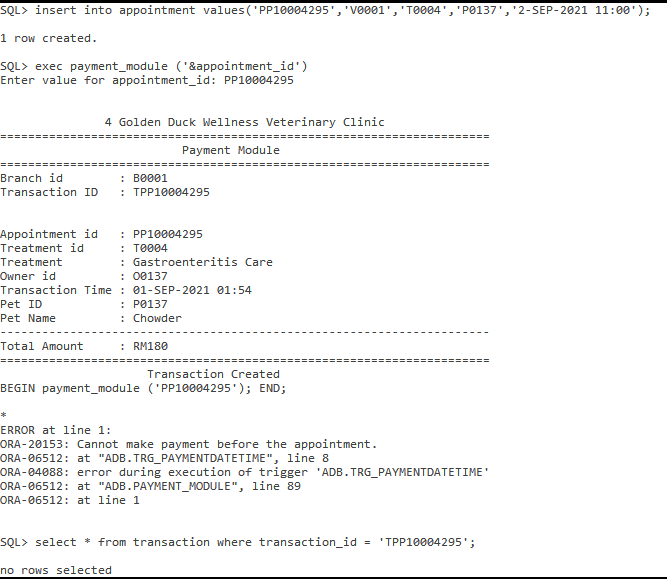 SQL> insert into appointment values('PP10004295','V0001','T0004','P0137','2-SEP-2021 11:00');
1 row created.
SQL> exec payment_module ('&appointment_id')
Enter value for appointment_id: PP10004295
4 Golden Duck Wellness Veterinary Clinic
======================================================================
Payment Module
======================================================================
Branch id        : B0001
Transaction ID   : TPP10004295
Appointment id   : PP10004295
Treatment id     : T0004
Treatment        : Gastroenteritis Care
Owner id         : O0137
Transaction Time : 01-SEP-2021 01:54
Pet ID           : P0137
Pet Name         : Chowder
----------------------------------------------------------------------
Total Amount     : RM180
======================================================================
Transaction Created
BEGIN payment_module ('PP10004295'); END;
*
ERROR at line 1:
ORA-20153: Cannot make payment before the appointment.
ORA-06512: at "ADB.TRG_PAYMENTDATETIME", line 8
ORA-04088: error during execution of trigger 'ADB.TRG_PAYMENTDATETIME'
ORA-06512: at "ADB.PAYMENT_MODULE", line 89
ORA-06512: at line 1
SQL> select * from transaction where transaction_id = 'TPP10004295';
no rows selected